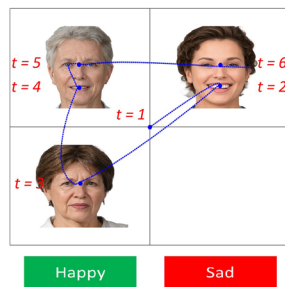 t = 5
t = 6
t = 4
t = 2
t = 1
t = 3
Happy
Sad